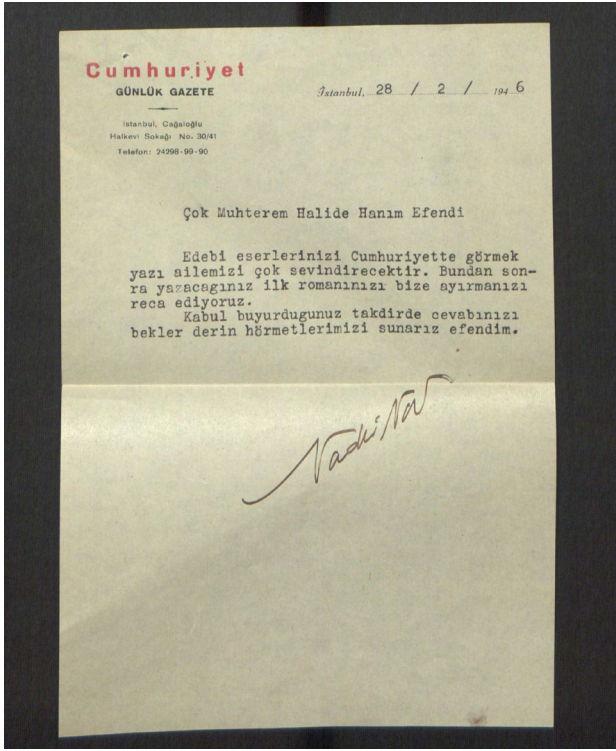 Cumhuriyet
GÜNLÜK GAZETE
İstanbul, Cağaloğlu
Halkevi Sokağı No. 30/41
Telefon: 24298-99-90
İstanbul, 28 / 2 / 1946
Çok Muhterem Halide Hanım Efendi
Edebi eserlerinizi Cumhuriyette görmek
yazı ailemizi çok sevindirecektir. Bundan son-
ra yazacagınız ilk romanınızı bize ayırmanızı
reca ediyoruz.
Kabul buyurdugunuz takdirde cevabınızı
bekler derin hörmetlerimizi sunarız efendim.